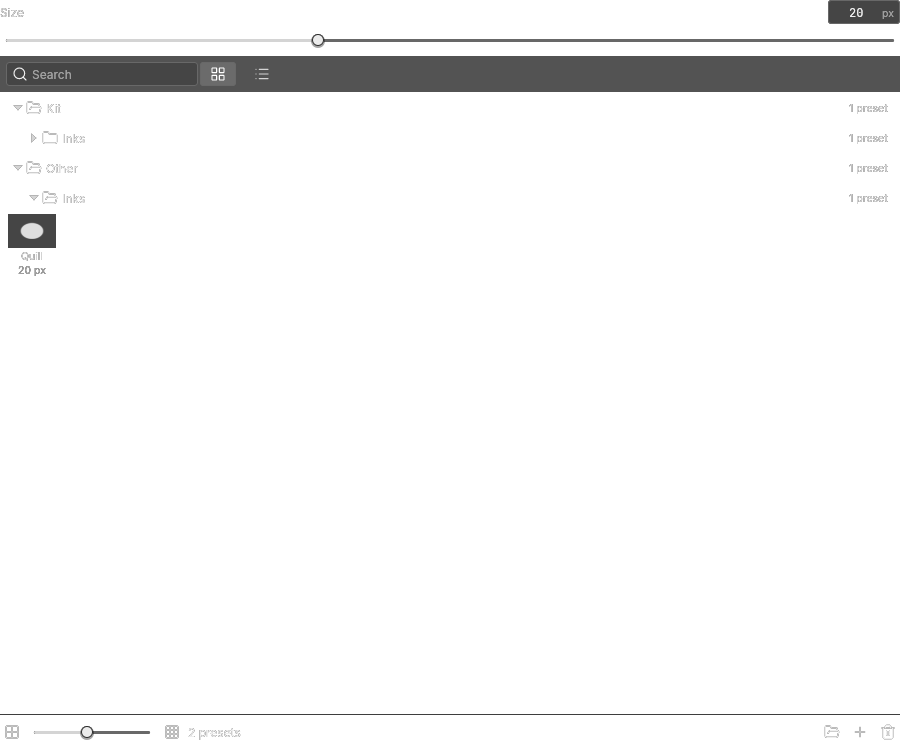 Size
20 px
Search
Kit
1 preset
Inks
1 preset
Other
1 preset
Inks
1 preset
Quill
20 px
2 presets